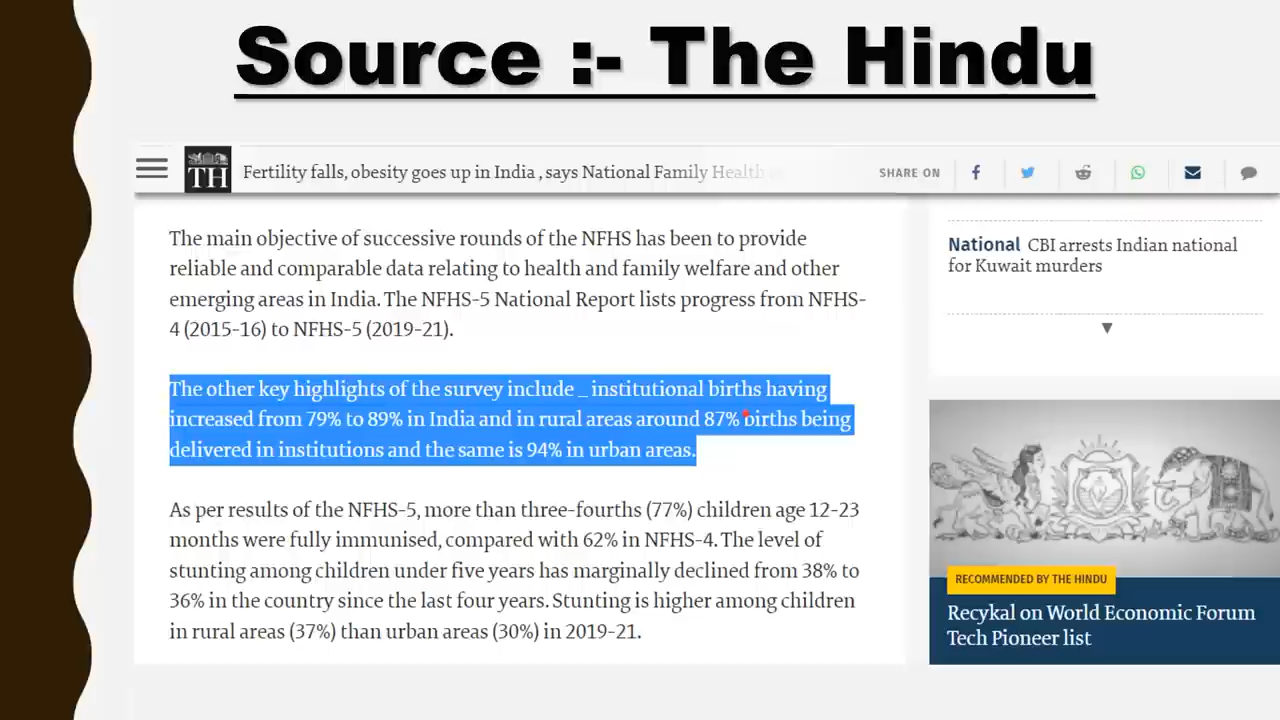 Source :- The Hindu
TH
Fertility falls, obesity goes up in India , says National Family Health
SHARE ON
The main objective of successive rounds of the NFHS has been to provide
reliable and comparable data relating to health and family welfare and other
emerging areas in India. The NFHS-5 National Report lists progress from NFHS-
4 (2015-16) to NFHS-5 (2019-21).
The other key highlights of the survey include _ institutional births having
increased from 79% to 89% in India and in rural areas around 87% births being
delivered in institutions and the same is 94% in urban areas.
As per results of the NFHS-5, more than three-fourths (77%) children age 12-23
months were fully immunised, compared with 62% in NFHS-4. The level of
stunting among children under five years has marginally declined from 38% to
36% in the country since the last four years. Stunting is higher among children
in rural areas (37%) than urban areas (30%) in 2019-21.
National CBI arrests Indian national
for Kuwait murders
RECOMMENDED BY THE HINDU
Recykal on World Economic Forum
Tech Pioneer list